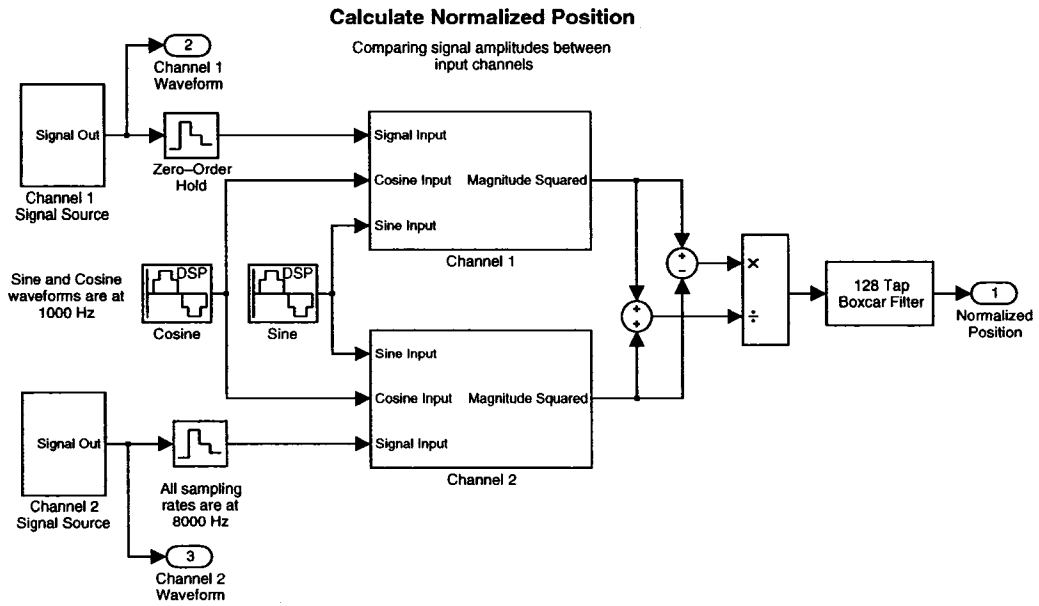 Calculate Normalized Position
Comparing signal amplitudes between
input channels
2
Channel 1
Waveform
Signal Out
Channel 1
Signal Source
Zero–Order
Hold
Signal Input
Cosine Input
Sine Input
Magnitude Squared
Channel 1
Sine and Cosine
waveforms are at
1000 Hz
DSP
Cosine
DSP
Sine
+
−
+
+
×
÷
128 Tap
Boxcar Filter
1
Normalized
Position
Sine Input
Cosine Input
Signal Input
Magnitude Squared
Channel 2
Signal Out
Channel 2
Signal Source
All sampling
rates are at
8000 Hz
3
Channel 2
Waveform